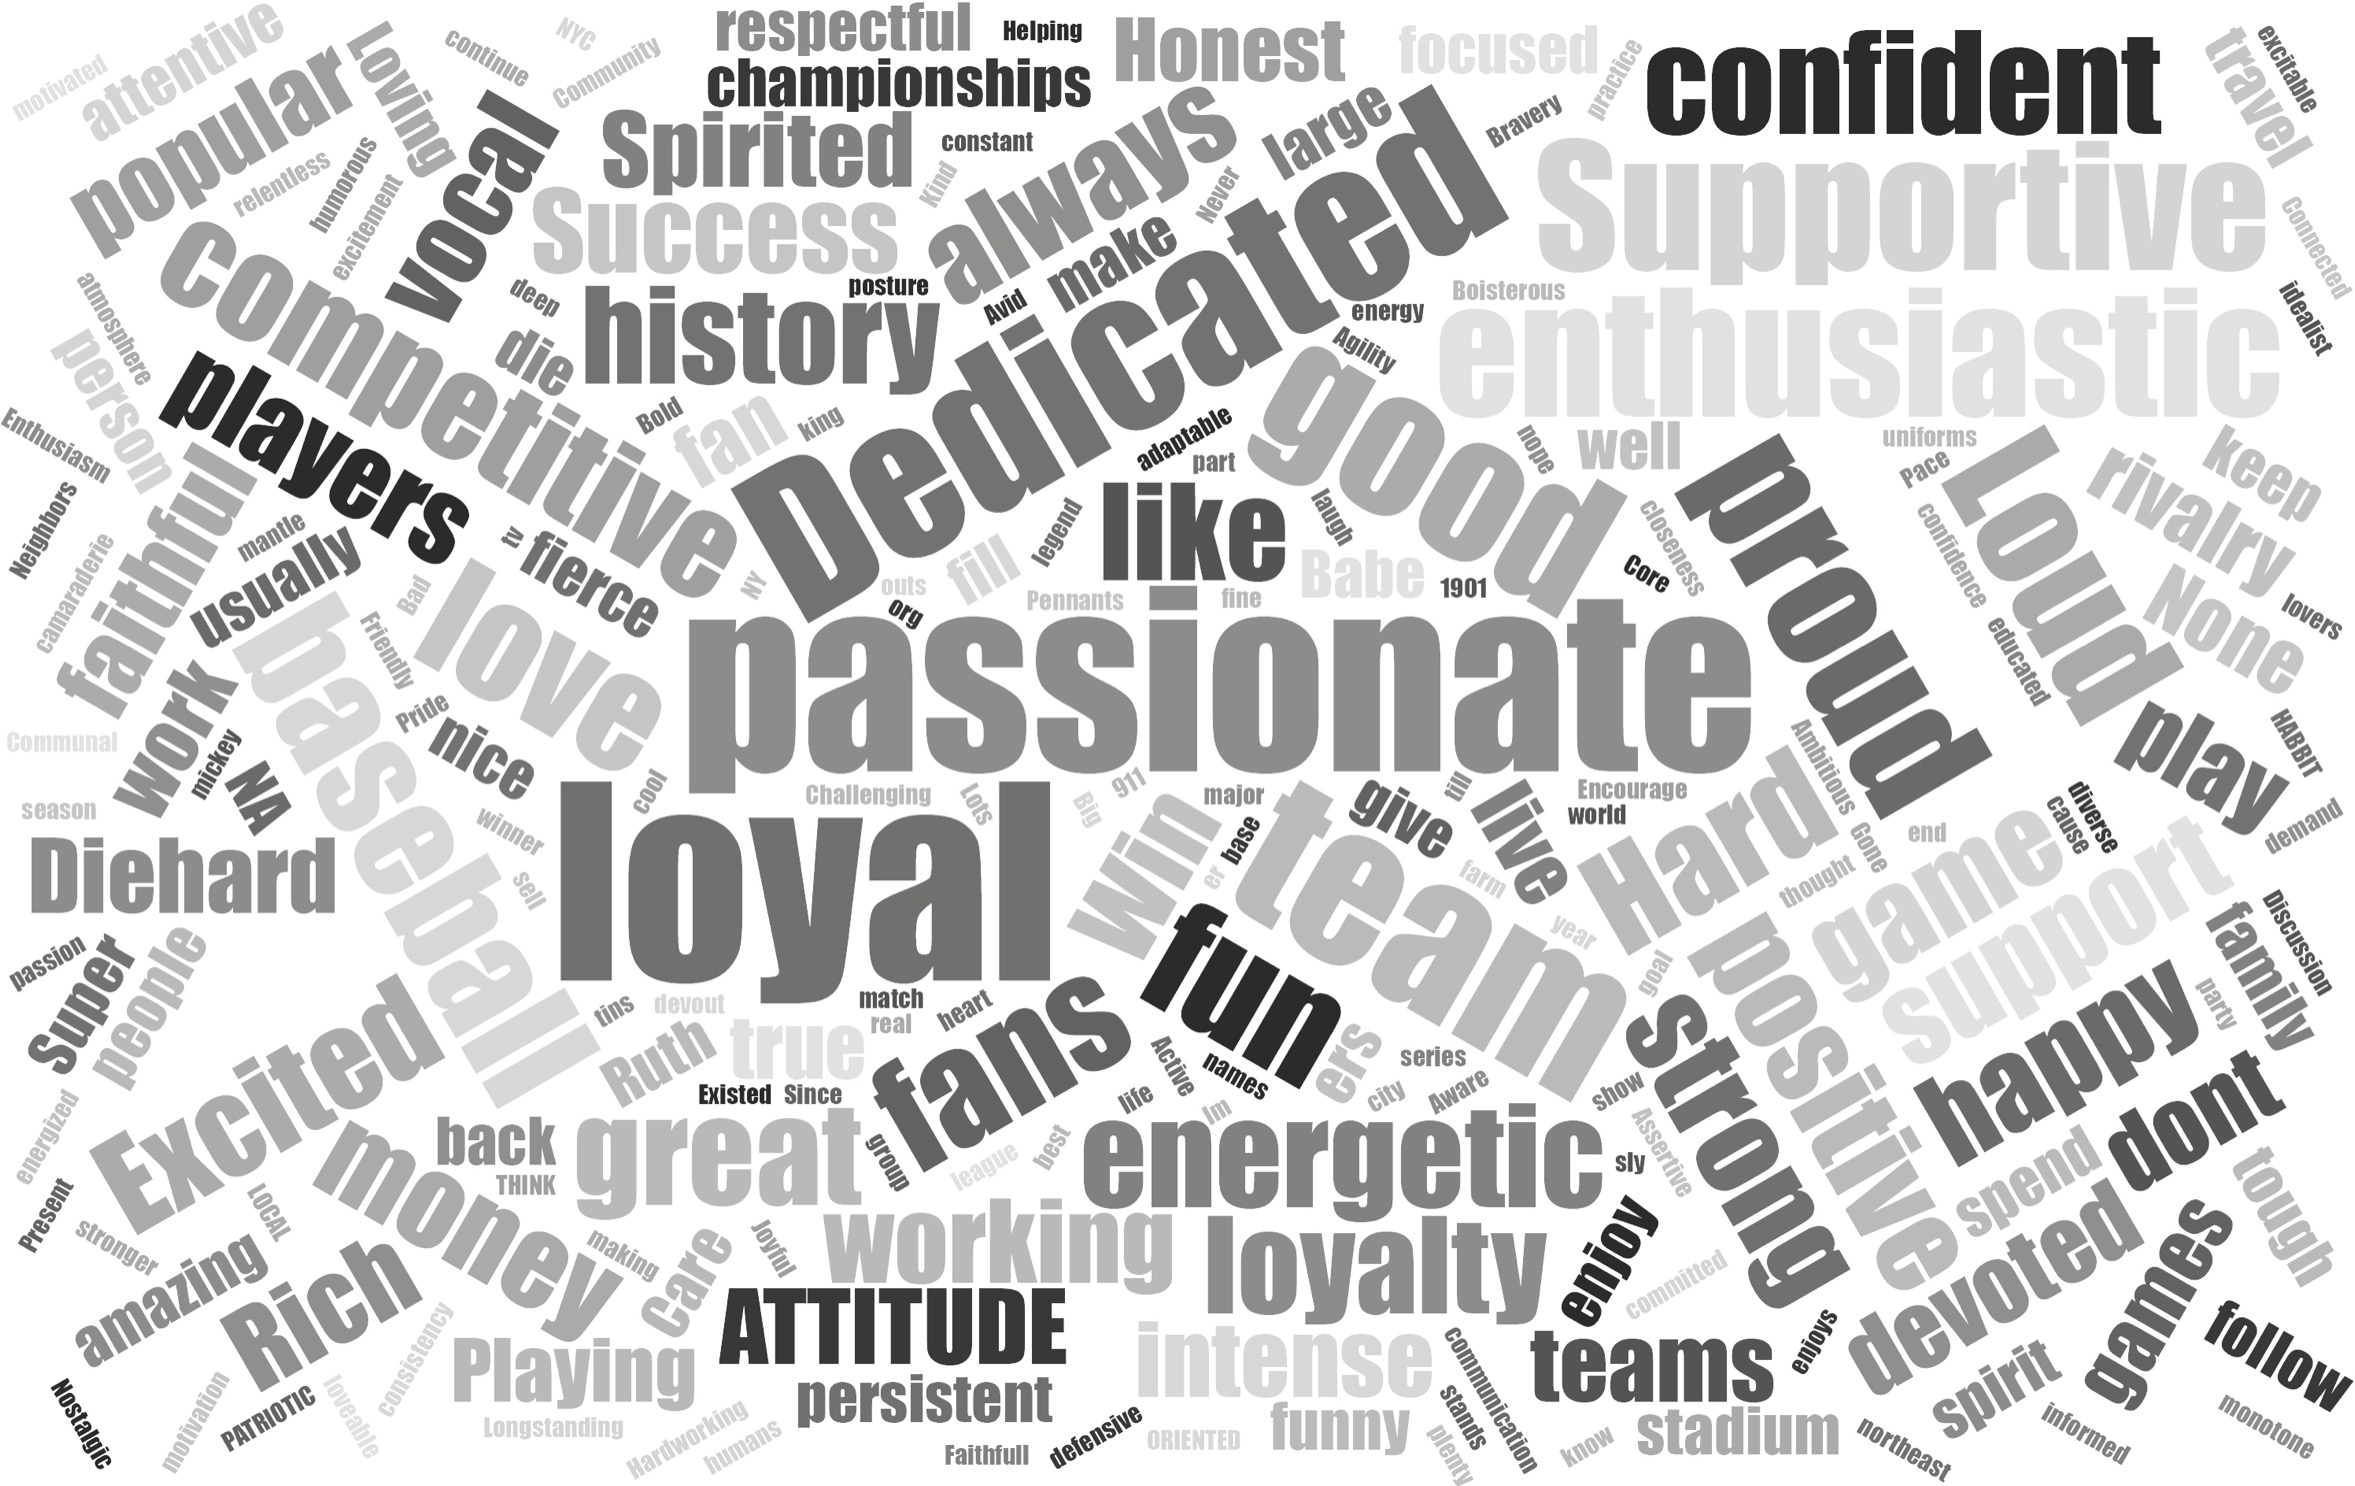 motivated
attentive
popular
Loving
continue
NYC
Community
respectful
Helping
championships
Honest
focused
practice
confident
travel
excitable
relentless
humorous
excitement
vocal
Spirited
constant
Kind
always
large
Never
Bravery
Supportive
connected
Success
posture
make
Avid
Dedicated
energy
Agility
Boisterous
enthusiastic
idealist
atmosphere
person
competitive
deep
die
history
players
Bold
fan
king
adaptable
part
good
nope
well
proud
uniforms
Pace
Loud
rivalry
keep
Enthusiasm
Neighbors
camaraderie
faithfull
mantle
usually
tv
fierce
Bad
love
NY
outs
org
fill
legend
like
laugh
Pennants
fine
Babe
1901
closeness
Core
confidence
educated
None
lovers
baseball
Friendly
Pride
passionate
work
mickey
NA
nice
Communal
season
winner
cool
sell
loyal
Challenging
Lots
Big
911
major
give
till
live
Encourage
world
Ambitious
Hard
play
HABBIT
demand
diverse
cause
end
Gone
thought
game
support
Diehard
win
base
er
team
farm
year
goal
positive
family
Discussion
party
passion
Super
people
Excited
tins
devout
match
real
heart
Ruth
true
fans
fun
ers
names
Active
series
Existed
Since
life
Im
city
Aware
show
Assertive
strong
happy
dont
energized
Present
stronger
LOCAL
money
back
THINK
great
group
league
best
energetic
sly
spend
tough
devoted
amazing
Rich
making
Care
Joyful
working
loyalty
enjoy
committed
games
follow
Nostalgic
motivation
PATRIOTIC
loveable
consistency
Playing
ATTITUDE
persistent
intense
communication
teams
enjoys
spirit
Longstanding
Hardworking
humans
Faithfull
defensive
ORIENTED
funny
stands
plenty
know
stadium
northeast
informed
monotone